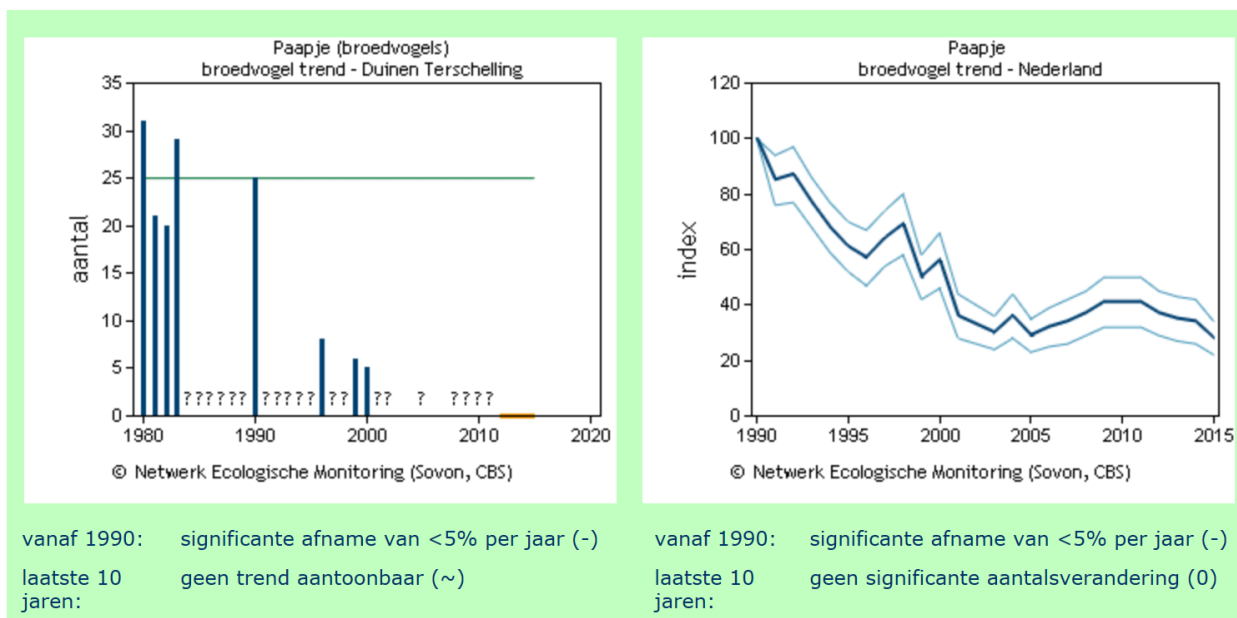 Paapje (broedvogels)
broedvogel trend - Duinen Terschelling
35
30
25
20
15
10
5
0
aantal
?????? ????? ?? ?? ? ????
1980 1990 2000 2010 2020
© Netwerk Ecologische Monitoring (Sovon, CBS)
vanaf 1990: significante afname van <5% per jaar (-)
laatste 10 geen trend aantoonbaar (~)
jaren:
Paapje
broedvogel trend - Nederland
120
100
80
60
40
20
0
index
1990 1995 2000 2005 2010 2015
© Netwerk Ecologische Monitoring (Sovon, CBS)
vanaf 1990: significante afname van <5% per jaar (-)
laatste 10 geen significante aantalsverandering (0)
jaren: